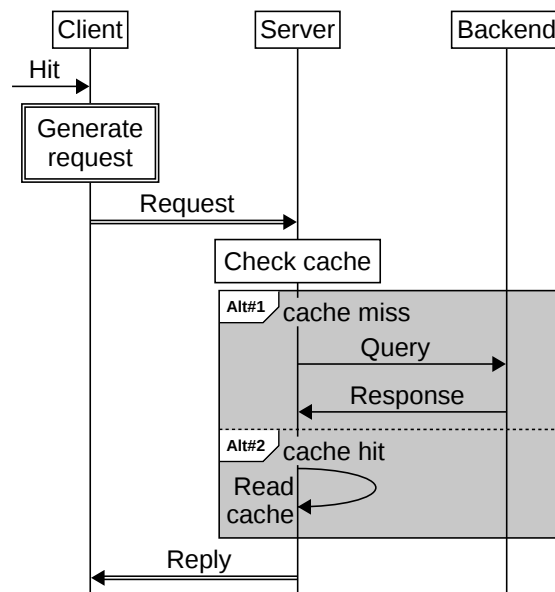 Client Server Backend
Hit
Generate
request
Request
Check cache
Alt#1 cache miss
Query
Response
Alt#2 cache hit
Read
cache
Reply